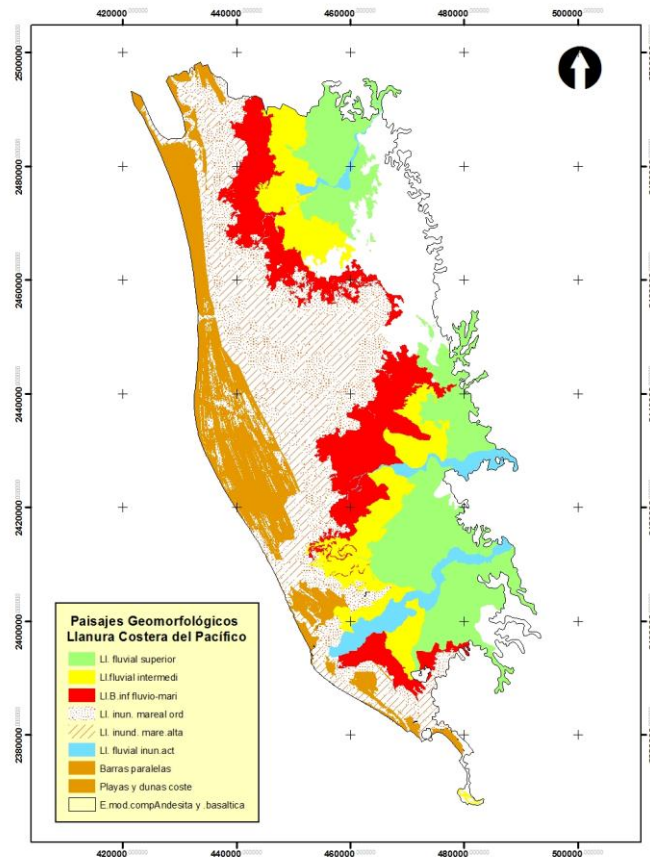 420000 440000 460000 480000 500000
2500000
2480000
2460000
2440000
2420000
2400000
2380000
Paisajes Geomorfológicos
Llanura Costera del Pacífico
Ll. fluvial superior
Ll.fluvial intermedi
Ll.B.inf fluvio-mari
Ll. inun. mareal ord
Ll. inund. mare.alta
Ll. fluvial inun.act
Barras paralelas
Playas y dunas coste
E.mod.compAndesita y .basaltica
420000 440000 460000 480000 500000